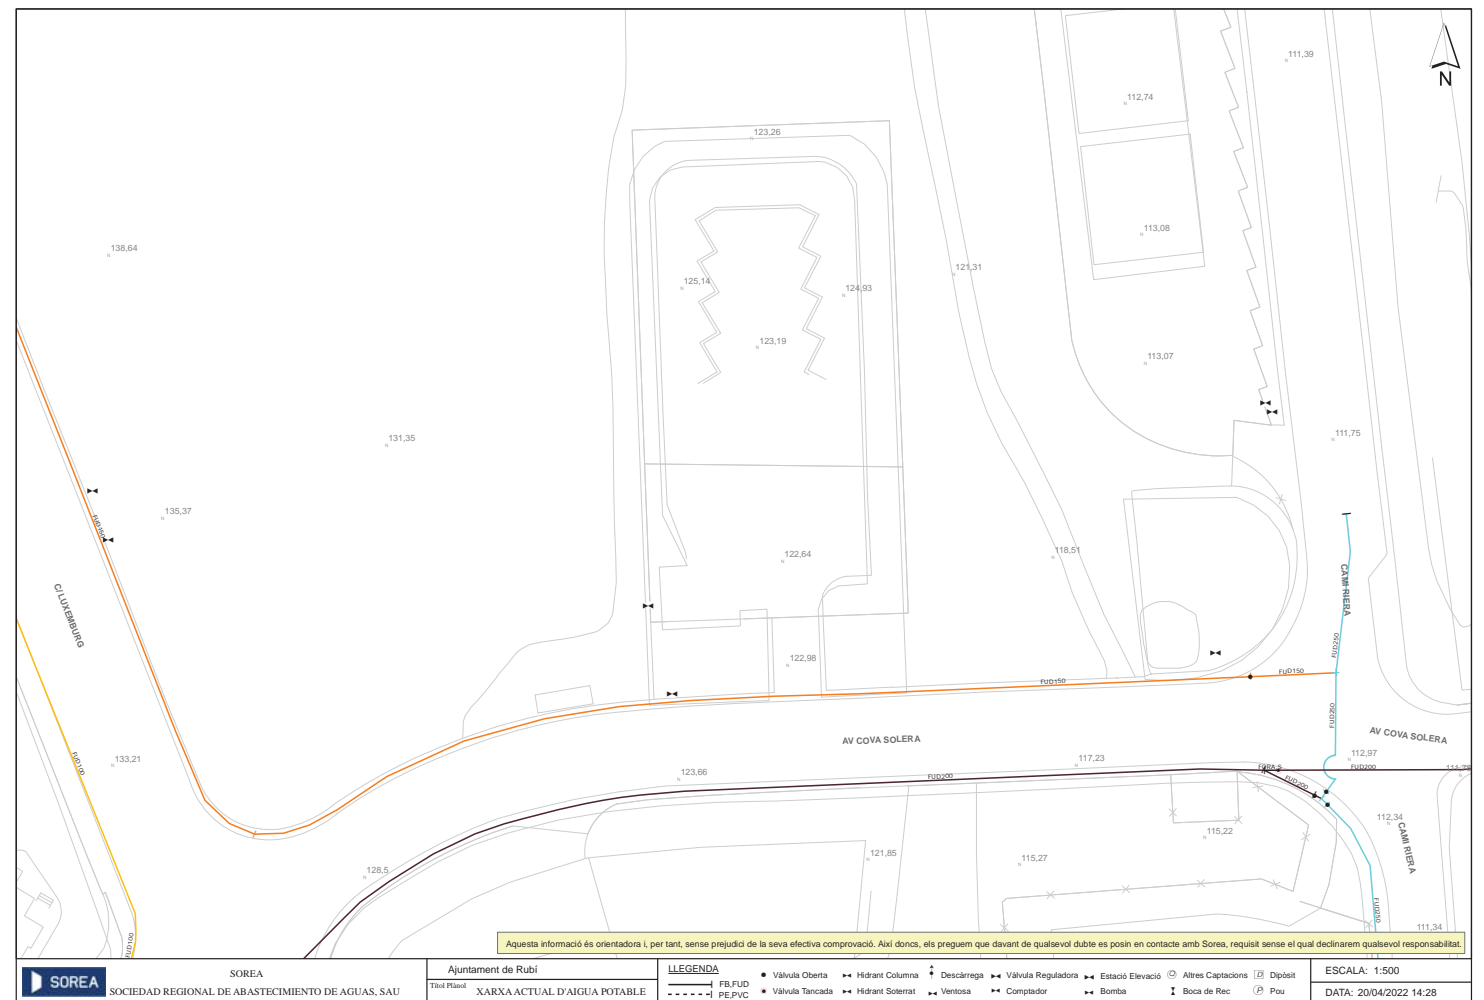 111,39
112,74
N
123,26
113,08
138,64
121,31
125,14
124,93
123,19
113,07
131,35
111,75
135,37
FUD150
122,64
118,51
CAMI RIERA
C/ LUXEMBURG
FUD250
122,98
FUD150
FUD150
FUD250
AV COVA SOLERA
AV COVA SOLERA
133,21
FUD100
123,66
117,23
112,97
FUD200
FUD200
FUD200
112,34
115,22
CAMI RIERA
128,5
121,85
115,27
FUD250
111,34
FUD100
Aquesta informació és orientadora i, per tant, sense prejudici de la seva efectiva comprovació. Així doncs, els preguem que davant de qualsevol dubte es posin en contacte amb Sorea, requisit sense el qual declinarem qualsevol responsabilitat.
SOREA
SOREA
SOCIEDAD REGIONAL DE ABASTECIMIENTO DE AGUAS, SAU
Ajuntament de Rubí
Títol Plànol
XARXA ACTUAL D'AIGUA POTABLE
LLEGENDA
FB,FUD
PE,PVC
Vàlvula Oberta
Hidrant Columna
Descàrrega
Vàlvula Reguladora
Estació Elevació
Altres Captacions
Dipòsit
Vàlvula Tancada
Hidrant Soterrat
Ventosa
Comptador
Bomba
Boca de Rec
Pou
ESCALA: 1:500
DATA: 20/04/2022 14:28